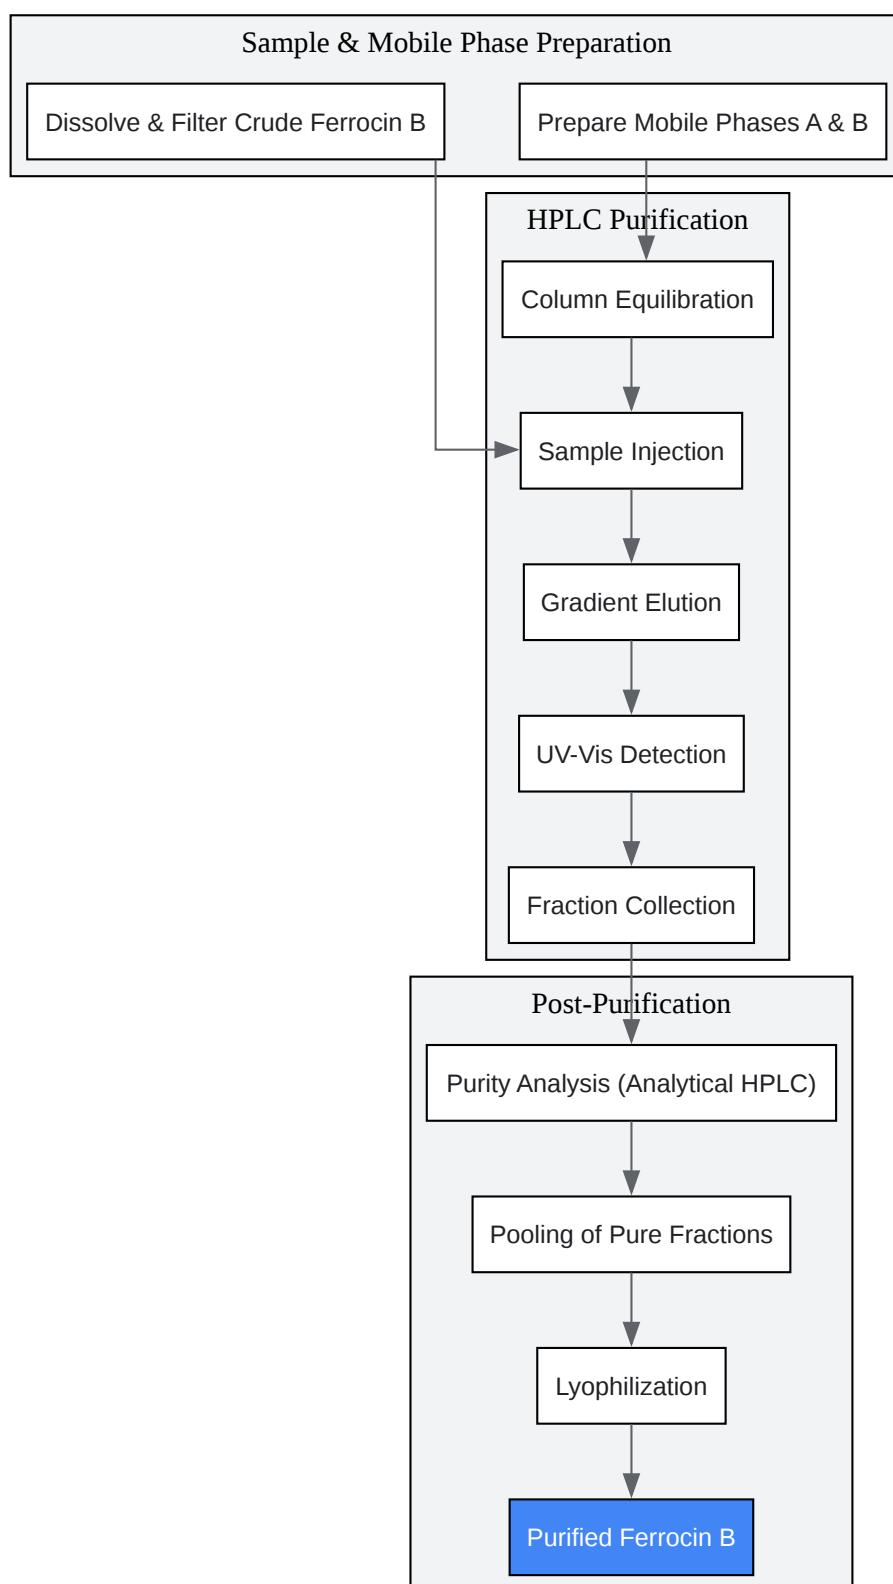 Sample & Mobile Phase Preparation
Dissolve & Filter Crude Ferrocin B
Prepare Mobile Phases A & B
HPLC Purification
Column Equilibration
Sample Injection
Gradient Elution
UV-Vis Detection
Fraction Collection
Post-Purification
Purity Analysis (Analytical HPLC)
Pooling of Pure Fractions
Lyophilization
Purified Ferrocin B